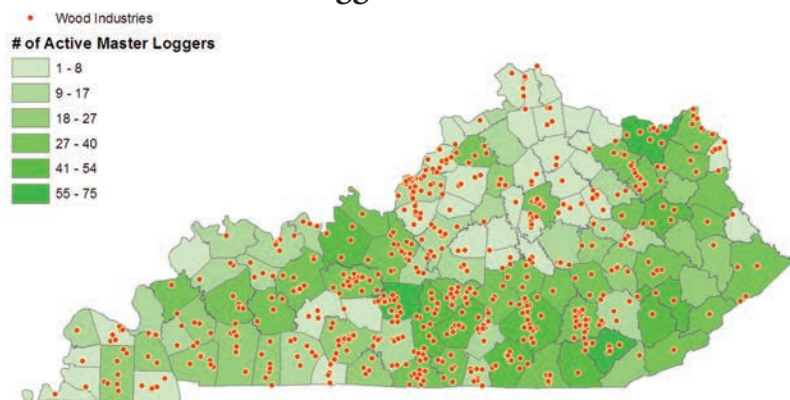 Wood Industries
# of Active Master Loggers
1 - 8
9 - 17
18 - 27
27 - 40
41 - 54
55 - 75